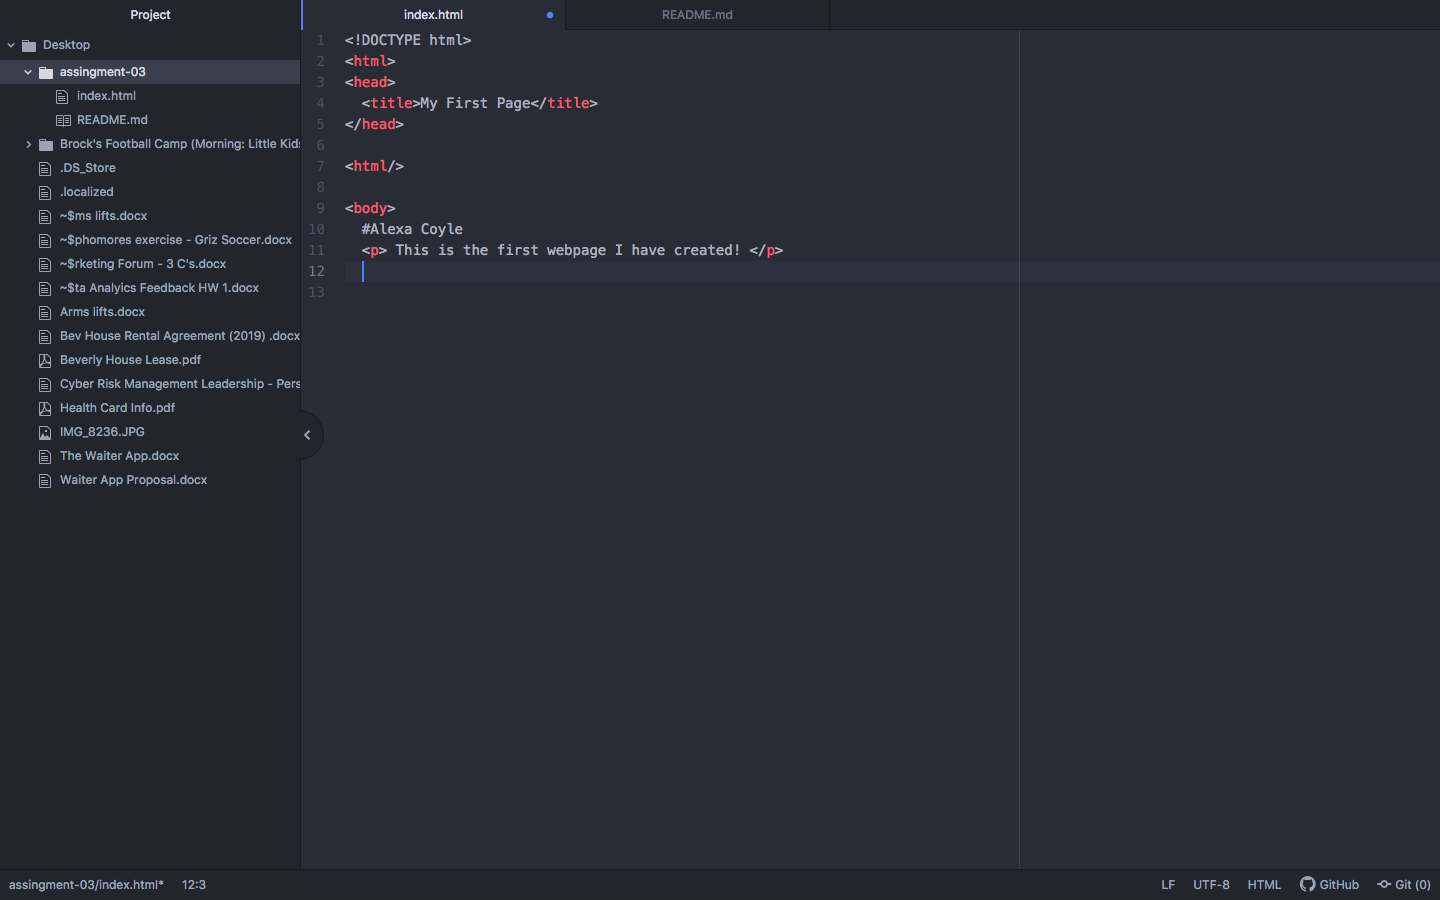 Project
Desktop
assingment-03
index.html
README.md
Brock's Football Camp (Morning: Little Kid
.DS_Store
.localized
~$ms lifts.docx
~$phomores exercise - Griz Soccer.docx
~$rketing Forum - 3 C's.docx
~$ta Analyics Feedback HW 1.docx
Arms lifts.docx
Bev House Rental Agreement (2019) .docx
Beverly House Lease.pdf
Cyber Risk Management Leadership - Pers
Health Card Info.pdf
IMG_8236.JPG
The Waiter App.docx
Waiter App Proposal.docx
index.html README.md
1 <!DOCTYPE html>
2 <html>
3 <head>
4 <title>My First Page</title>
5 </head>
6
7 <html/>
8
9 <body>
10 #Alexa Coyle
11 <p> This is the first webpage I have created! </p>
12
13
assingment-03/index.html* 12:3 LF UTF-8 HTML GitHub Git (0)